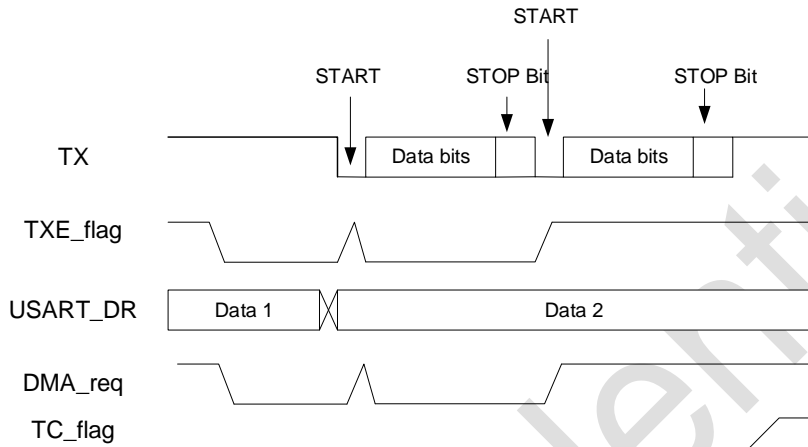 START
START
STOP Bit
STOP Bit
TX
Data bits
Data bits
TXE_flag
USART_DR
Data 1
Data 2
DMA_req
TC_flag